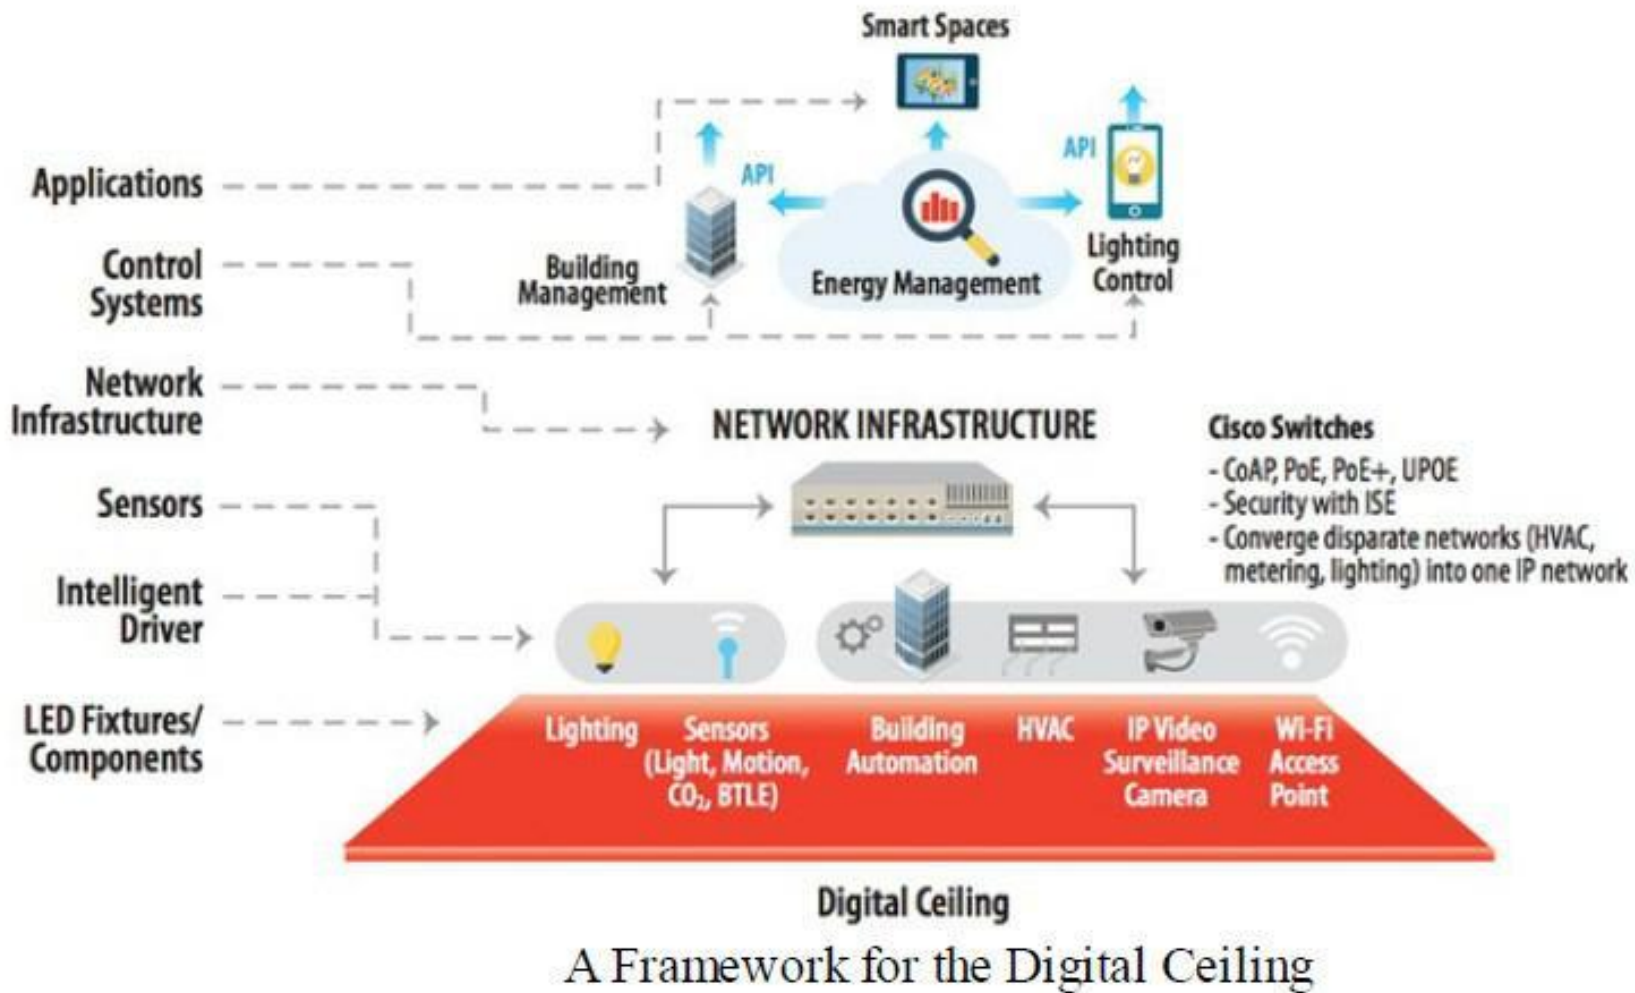 Smart Spaces
API
API
Applications
Lighting
Control
Control
Systems
Building
Management
Energy Management
Network
Infrastructure
NETWORK INFRASTRUCTURE
Cisco Switches
- CoAP, PoE, PoE+, UPOE
- Security with ISE
- Converge disparate networks (HVAC,
metering, lighting) into one IP network
Sensors
Intelligent
Driver
LED Fixtures/
Components
Lighting
Sensors
(Light, Motion,
CO₂, BTLE)
Building
Automation
HVAC
IP Video
Surveillance
Camera
Wi-Fi
Access
Point
Digital Ceiling
A Framework for the Digital Ceiling